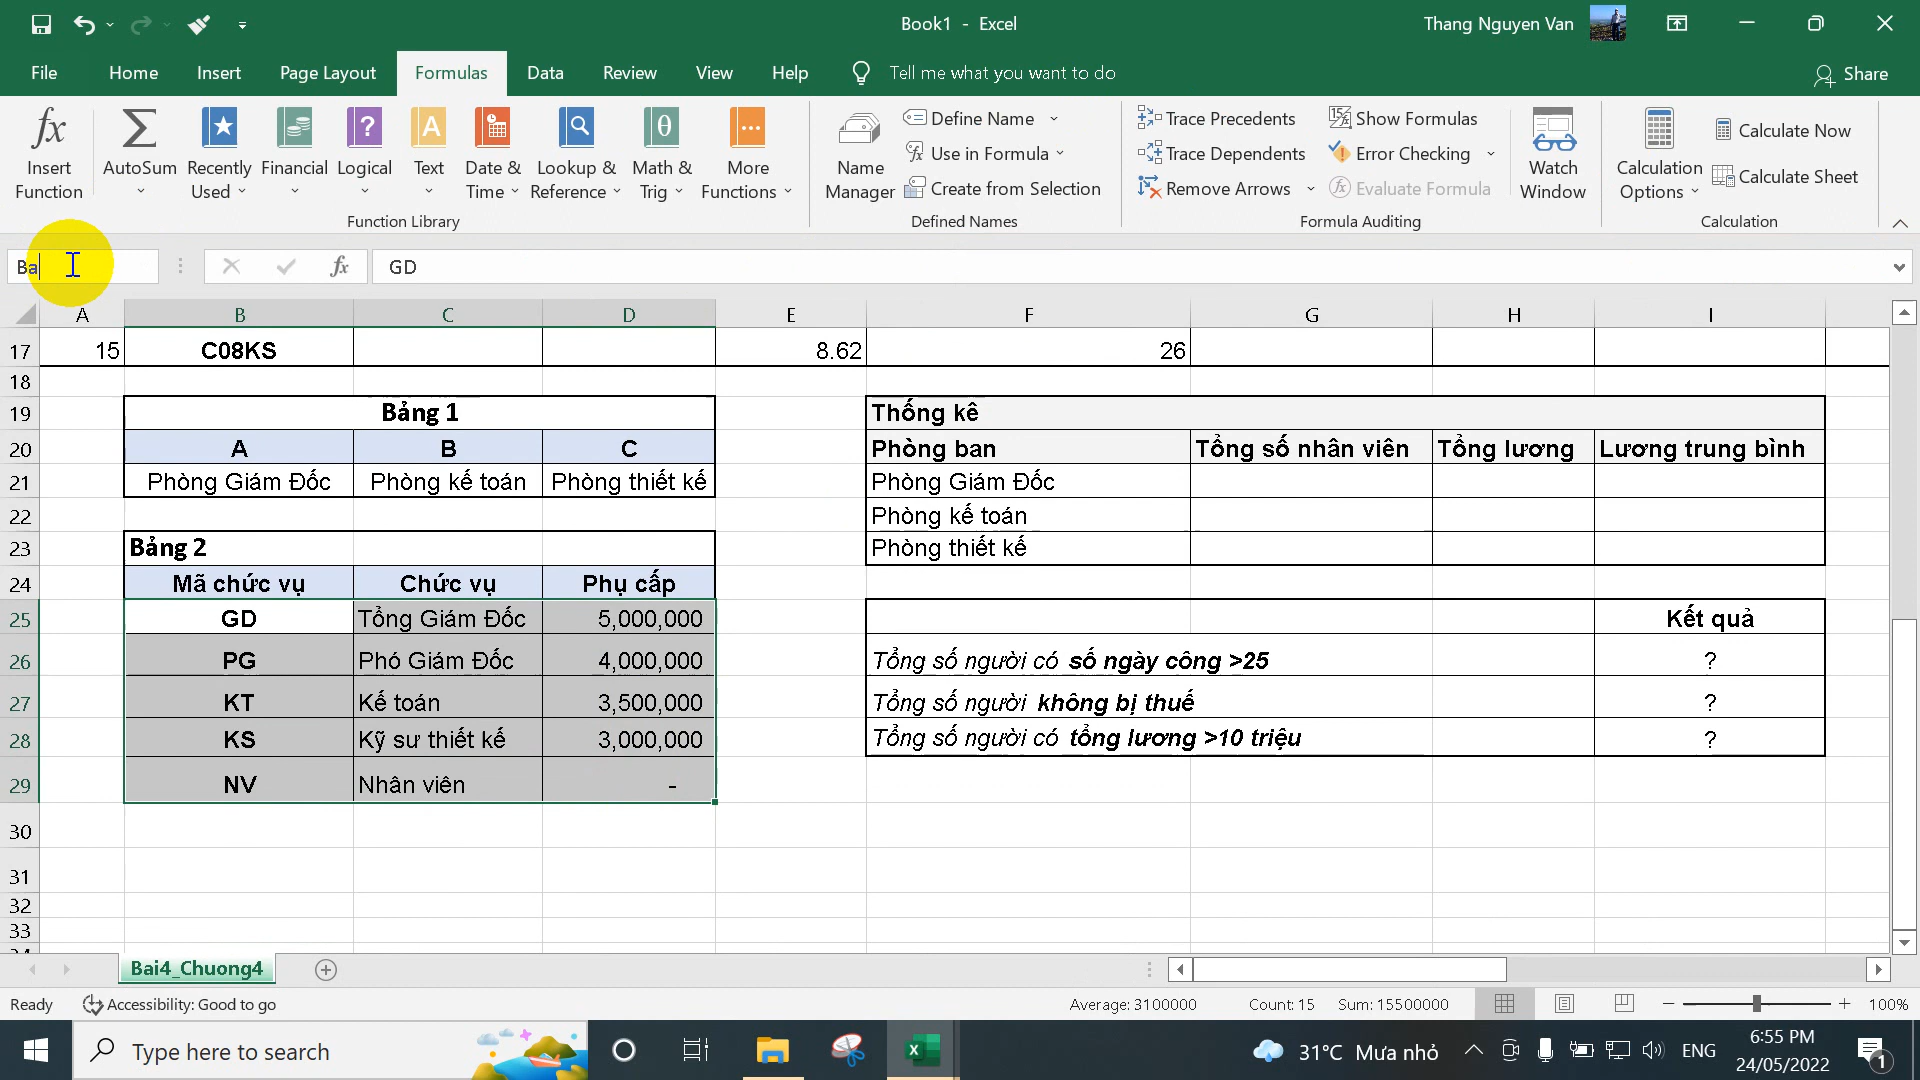 Book1 - Excel
Thang Nguyen Van
File Home Insert Page Layout Formulas Data Review View Help Tell me what you want to do
Share
Insert Function
AutoSum
Recently Used
Financial
Logical
Text
Date & Time
Lookup & Reference
Math & Trig
More Functions
Function Library
Name Manager
Define Name
Use in Formula
Create from Selection
Defined Names
Trace Precedents
Trace Dependents
Remove Arrows
Show Formulas
Error Checking
Evaluate Formula
Formula Auditing
Watch Window
Calculation Options
Calculate Now
Calculate Sheet
Calculation
Ba
fx
GD
A B C D E F G H I
17 15 C08KS 8.62 26
18
19 Bảng 1 Thống kê
20 A B C Phòng ban Tổng số nhân viên Tổng lương Lương trung bình
21 Phòng Giám Đốc Phòng kế toán Phòng thiết kế Phòng Giám Đốc
22 Phòng kế toán
23 Bảng 2 Phòng thiết kế
24 Mã chức vụ Chức vụ Phụ cấp
25 GD Tổng Giám Đốc 5,000,000 Kết quả
26 PG Phó Giám Đốc 4,000,000 Tổng số người có số ngày công >25 ?
27 KT Kế toán 3,500,000 Tổng số người không bị thuế ?
28 KS Kỹ sư thiết kế 3,000,000 Tổng số người có tổng lương >10 triệu ?
29 NV Nhân viên -
30
31
32
33
Bai4_Chuong4
Ready Accessibility: Good to go Average: 3100000 Count: 15 Sum: 15500000 100%
Type here to search
31°C Mưa nhỏ
ENG
6:55 PM
24/05/2022
1